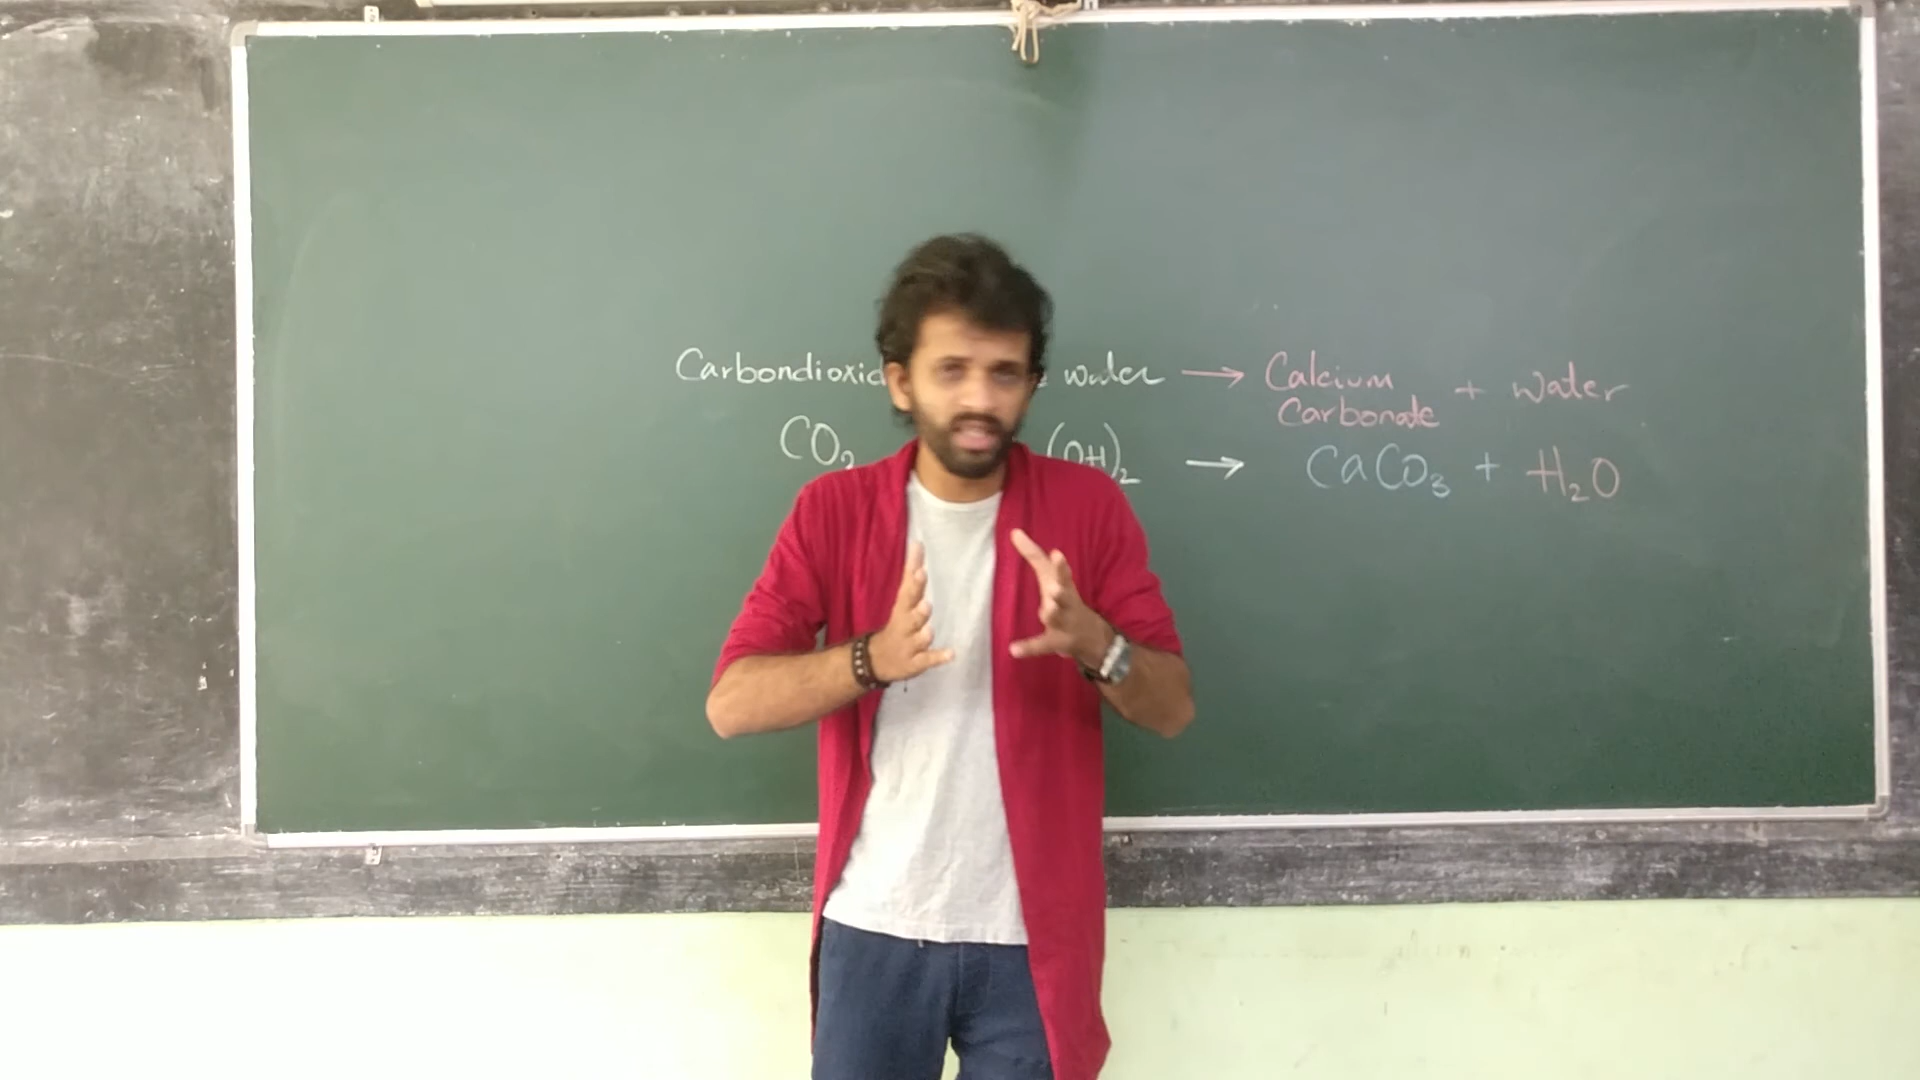 Carbondioxid water → Calcium Carbonate + water
CO₂ (OH)₂ → CaCO₃ + H₂O